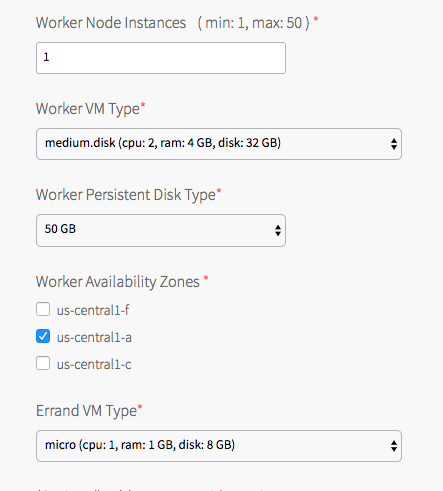 Worker Node Instances ( min: 1, max: 50 ) *
1
Worker VM Type*
medium.disk (cpu: 2, ram: 4 GB, disk: 32 GB)
Worker Persistent Disk Type*
50 GB
Worker Availability Zones *
us-central1-f
us-central1-a
us-central1-c
Errand VM Type*
micro (cpu: 1, ram: 1 GB, disk: 8 GB)